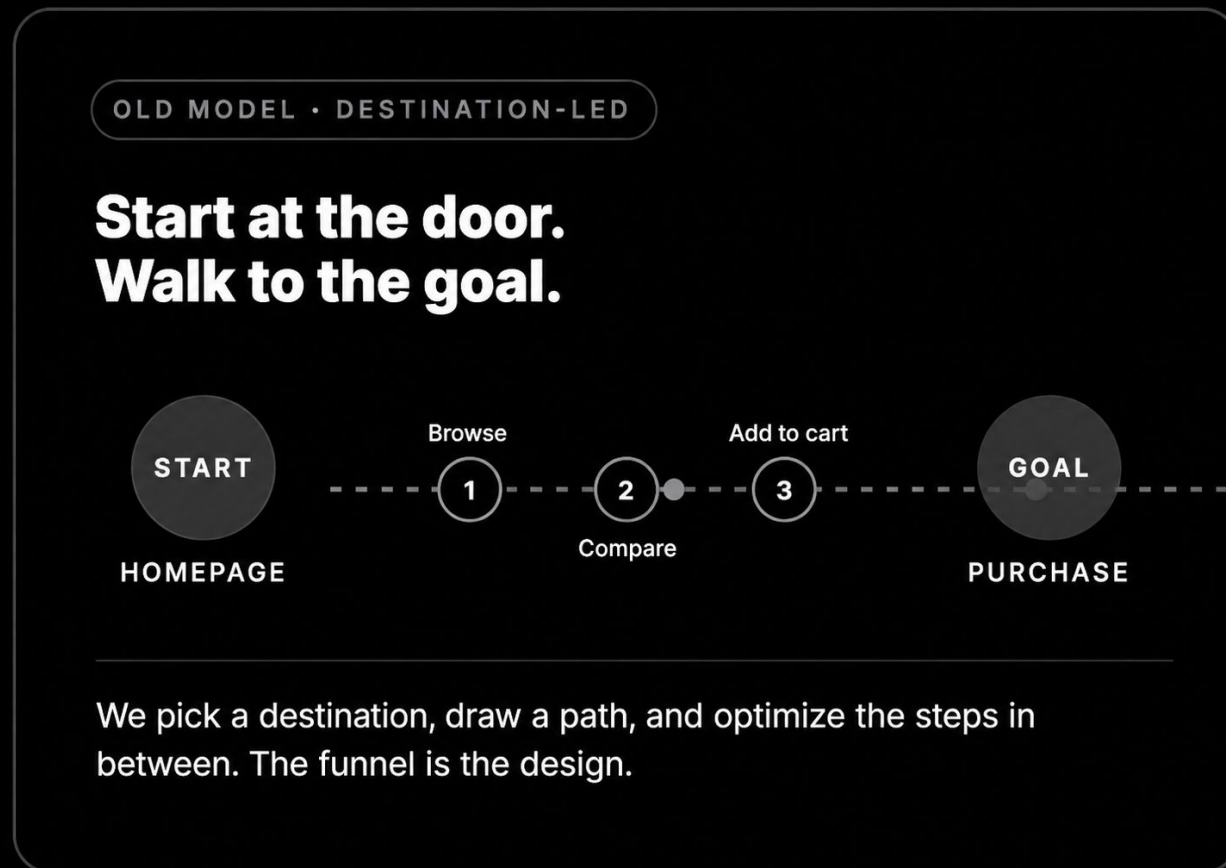 OLD MODEL · DESTINATION-LED
Start at the door.
Walk to the goal.
START
HOMEPAGE
Browse
1
2
Compare
Add to cart
3
GOAL
PURCHASE
We pick a destination, draw a path, and optimize the steps in
between. The funnel is the design.